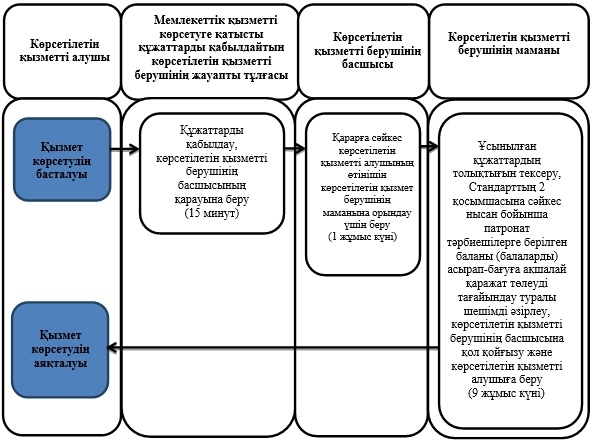 Көрсетілетін
қызметті алушы
Мемлекеттік қызметті
көрсетуге қатысты
құжаттарды қабылдайтын
көрсетілетін қызметті
берушінің жауапты тұлғасы
Көрсетілетін
қызметті берушінің
басшысы
Көрсетілетін қызметті
берушінің маманы
Қызмет
көрсетудің
басталуы
Құжаттарды
қабылдау,
көрсетілетін қызметті
берушінің
басшысының
қарауына беру
(15 минут)
Қарарға сәйкес
көрсетілетін
қызметті алушының
өтінішін
көрсетілетін қызмет
берушінің
маманына орындау
үшін беру
(1 жұмыс күні)
Ұсынылған
құжаттардың
толықтығын тексеру,
Стандарттың 2
қосымшасына сәйкес
нысан бойынша
патронат
тәрбиешілерге берілген
баланы (балаларды)
асырап-бағуға ақшалай
қаражат төлеуді
тағайындау туралы
шешімді әзірлеу,
көрсетілетін қызметті
берушінің басшысына
қол қойғызу және
көрсетілетін қызметті
алушыға беру
(9 жұмыс күні)
Қызмет
көрсетудің
аяқталуы